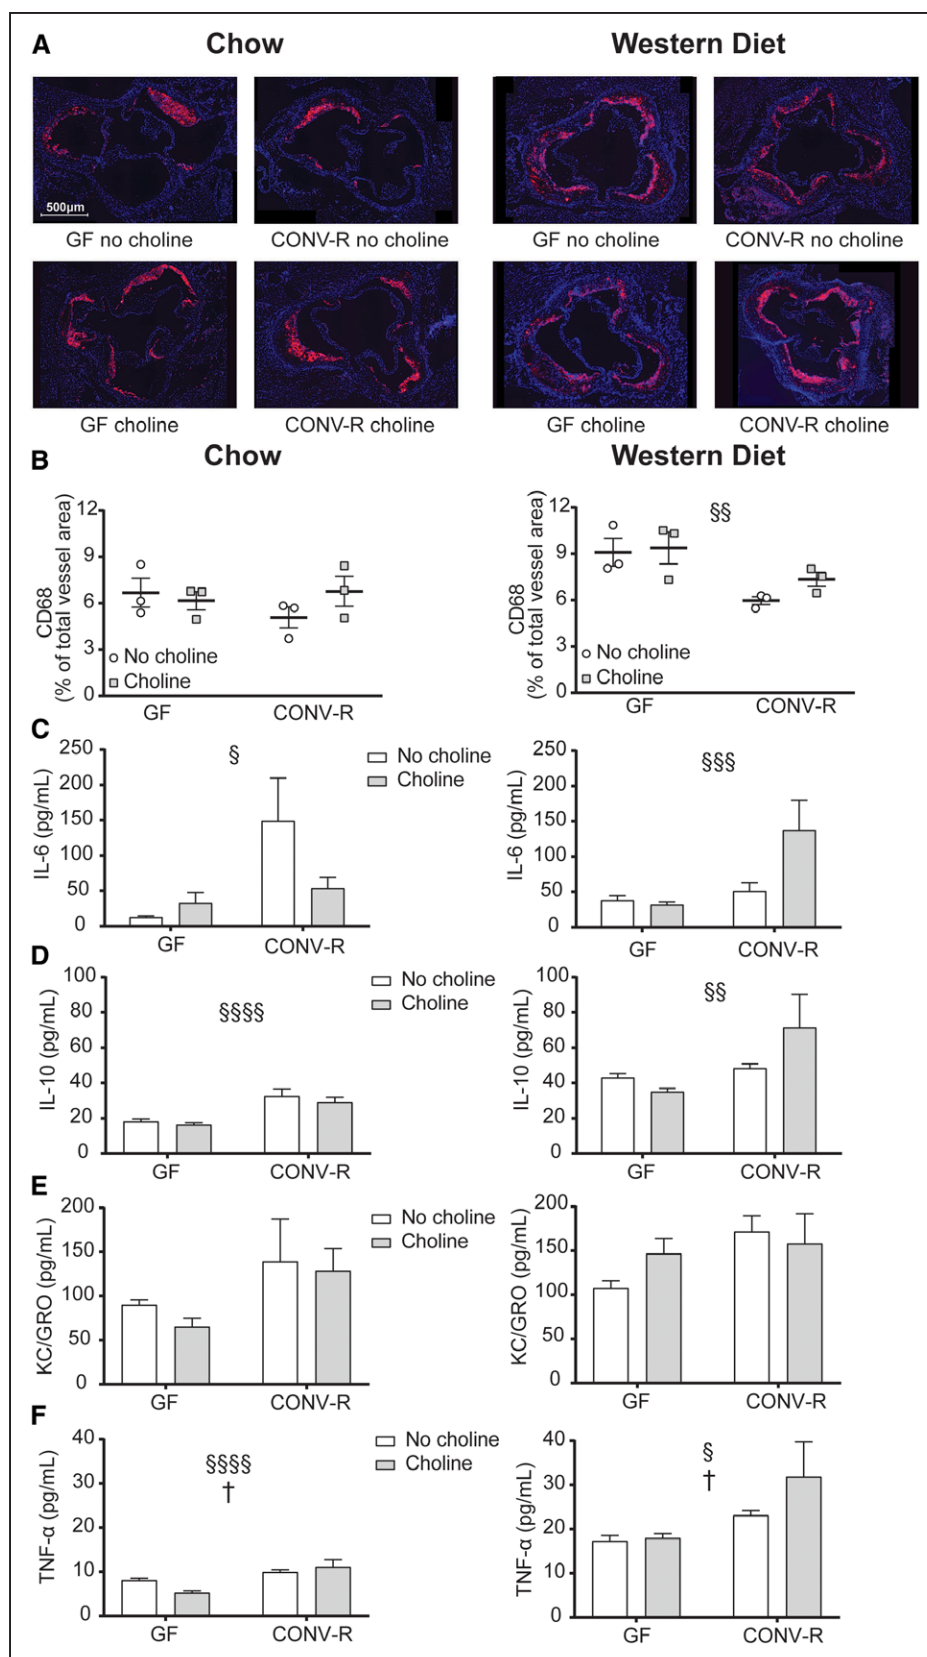 A
Chow
Western Diet
500µm
GF no choline
CONV-R no choline
GF no choline
CONV-R no choline
GF choline
CONV-R choline
GF choline
CONV-R choline
B
Chow
Western Diet
CD68
(% of total vessel area)
12
9
6
3
0
No choline
Choline
GF
CONV-R
CD68
(% of total vessel area)
12
9
6
3
0
§§
No choline
Choline
GF
CONV-R
C
IL-6 (pg/mL)
250
200
150
100
50
0
§
No choline
Choline
GF
CONV-R
IL-6 (pg/mL)
250
200
150
100
50
0
§§§
GF
CONV-R
D
IL-10 (pg/mL)
100
80
60
40
20
0
§§§§
No choline
Choline
GF
CONV-R
IL-10 (pg/mL)
100
80
60
40
20
0
§§
GF
CONV-R
E
KC/GRO (pg/mL)
200
150
100
50
0
No choline
Choline
GF
CONV-R
KC/GRO (pg/mL)
200
150
100
50
0
GF
CONV-R
F
TNF-α (pg/mL)
40
30
20
10
0
§§§§
†
No choline
Choline
GF
CONV-R
TNF-α (pg/mL)
40
30
20
10
0
§
†
GF
CONV-R